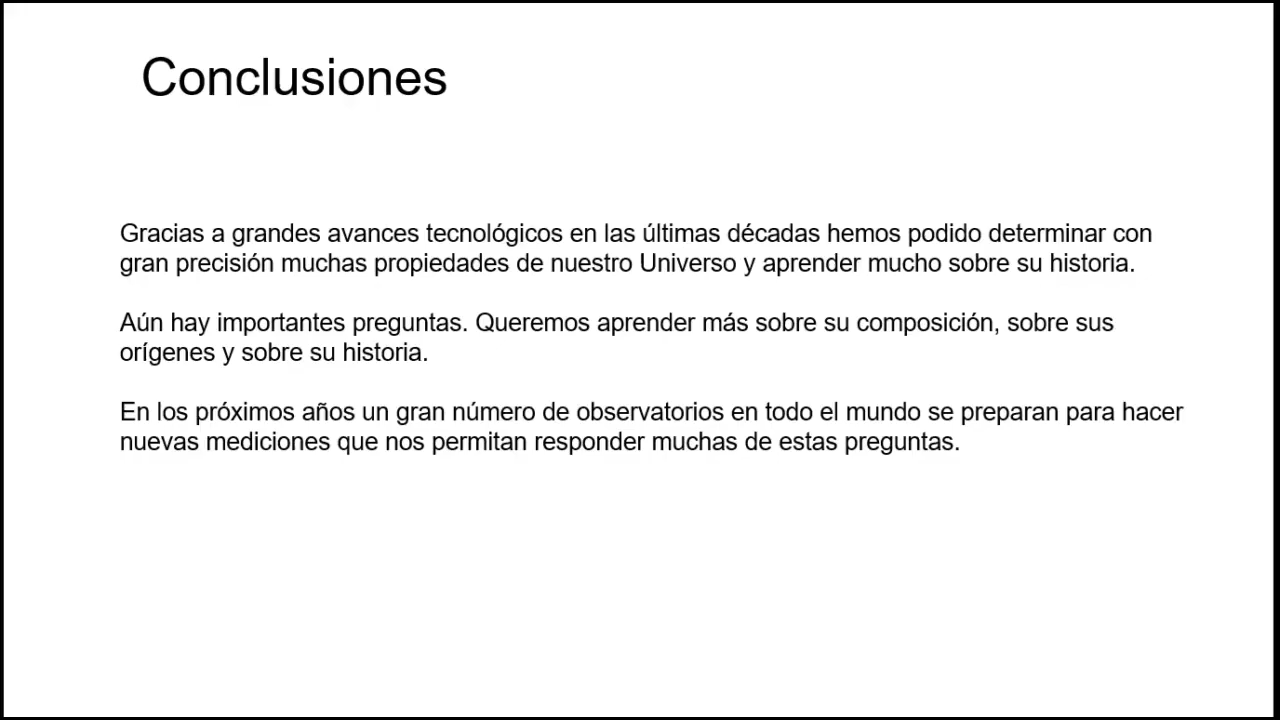 Conclusiones
Gracias a grandes avances tecnológicos en las últimas décadas hemos podido determinar con
gran precisión muchas propiedades de nuestro Universo y aprender mucho sobre su historia.
Aún hay importantes preguntas. Queremos aprender más sobre su composición, sobre sus
orígenes y sobre su historia.
En los próximos años un gran número de observatorios en todo el mundo se preparan para hacer
nuevas mediciones que nos permitan responder muchas de estas preguntas.